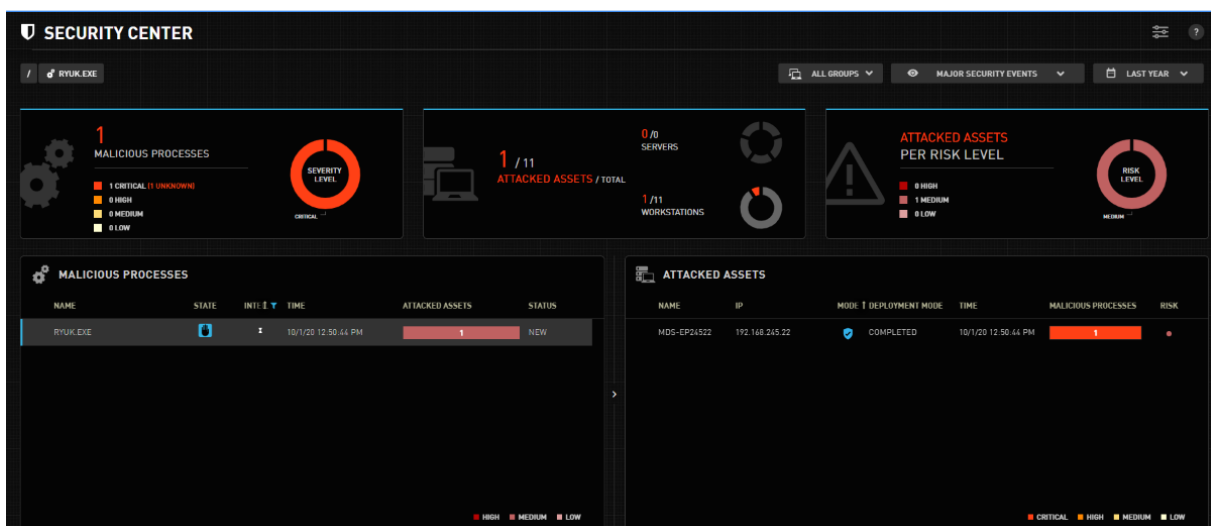 SECURITY CENTER
?
/ RYUK.EXE
ALL GROUPS
MAJOR SECURITY EVENTS
LAST YEAR
1
MALICIOUS PROCESSES
1 CRITICAL (1 UNKNOWN)
0 HIGH
0 MEDIUM
0 LOW
SEVERITY
LEVEL
CRITICAL
1 / 11
ATTACKED ASSETS / TOTAL
0 /0
SERVERS
1 /11
WORKSTATIONS
ATTACKED ASSETS
PER RISK LEVEL
0 HIGH
1 MEDIUM
0 LOW
RISK
LEVEL
MEDIUM
MALICIOUS PROCESSES
NAME STATE TIME ATTACKED ASSETS STATUS
RYUK.EXE 10/1/20 12:50:44 PM 1 NEW
HIGH MEDIUM LOW
ATTACKED ASSETS
NAME IP MODE DEPLOYMENT MODE TIME MALICIOUS PROCESSES RISK
MDS-EP24522 192.168.245.22 COMPLETED 10/1/20 12:50:44 PM 1
CRITICAL HIGH MEDIUM LOW